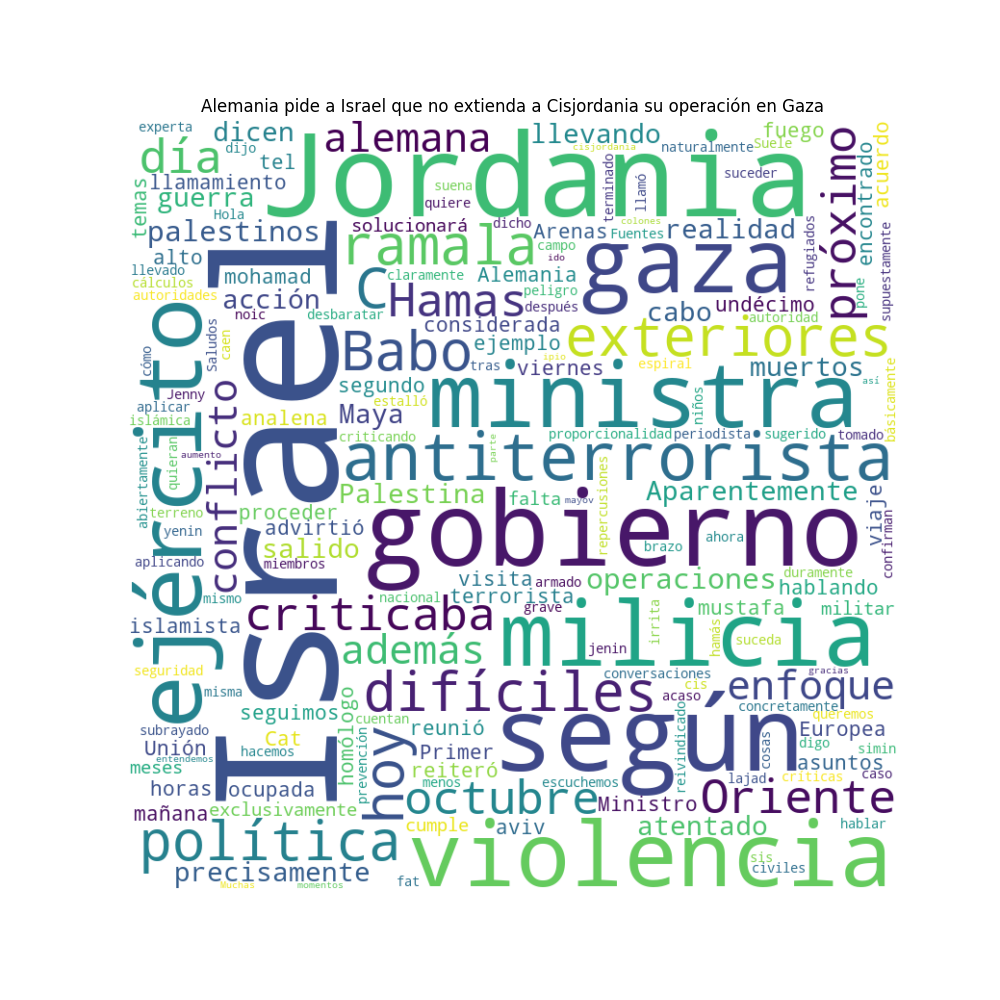 Alemania pide a Israel que no extienda a Cisjordania su operación en Gaza
experta
dicen
alemana
llevando
cisjordania
naturalmente
fuego
Suele
próximo
acuerdo
dijo
día
tel
Jordania
terminado
llamó
suceder
llamamiento
suena
temas
guerra
quiere
Hola
solucionará
dicho
Arenas
colones
Fuentes
realidad
refugiados
encontrado
supuestamente
palestinos
Israel
ramala
campo
ido
gaza
alto
llevado
mohamad
C
claramente
Alemania
peligro
pone
cálculos
autoridades
acción
Hamas
después
undécimo
noic
desbaratar
considerada
cabo
autoridad
ejército
cómo
Saludos
caen
Babo
ejemplo
exteriores
tras
ipio
viernes
espiral
muertos
así
básicamente
segundo
ministra
niños
Jenny
conflicto
estalló
aplicar
analena
Maya
islámica
quieran
criticando
parte
proporcionalidad
periodista
sugerido
tomado
aumento
abiertamente
antiterrorista
repercusiones
Palestina
falta
mayov
Aparentemente
viaje
terreno
proceder
gobierno
yenin
advirtió
brazo
ahora
confirman
salido
aplicando
miembros
visita
armado
operaciones
duramente
hablando
mismo
nacional
terrorista
criticaba
grave
milicia
irrita
mustafa
militar
islamista
además
jenin
hamás
suceda
seguridad
conversaciones
gracias
misma
difíciles
cis
enfoque
acaso
concretamente
seguimos
homólogo
cuentan
según
reivindicado
queremos
subrayado
Cat
hoy
reunió
Europea
Unión
hacemos
prevención
Primer
cosas
digo
simin
entendemos
meses
reiteró
asuntos
horas
ocupada
menos
escuchemos
lajad
críticas
caso
octubre
Ministro
Oriente
mañana
exclusivamente
política
cumple
aviv
atentado
hablar
violencia
precisamente
sis
civiles
Muchas
momentos
fat